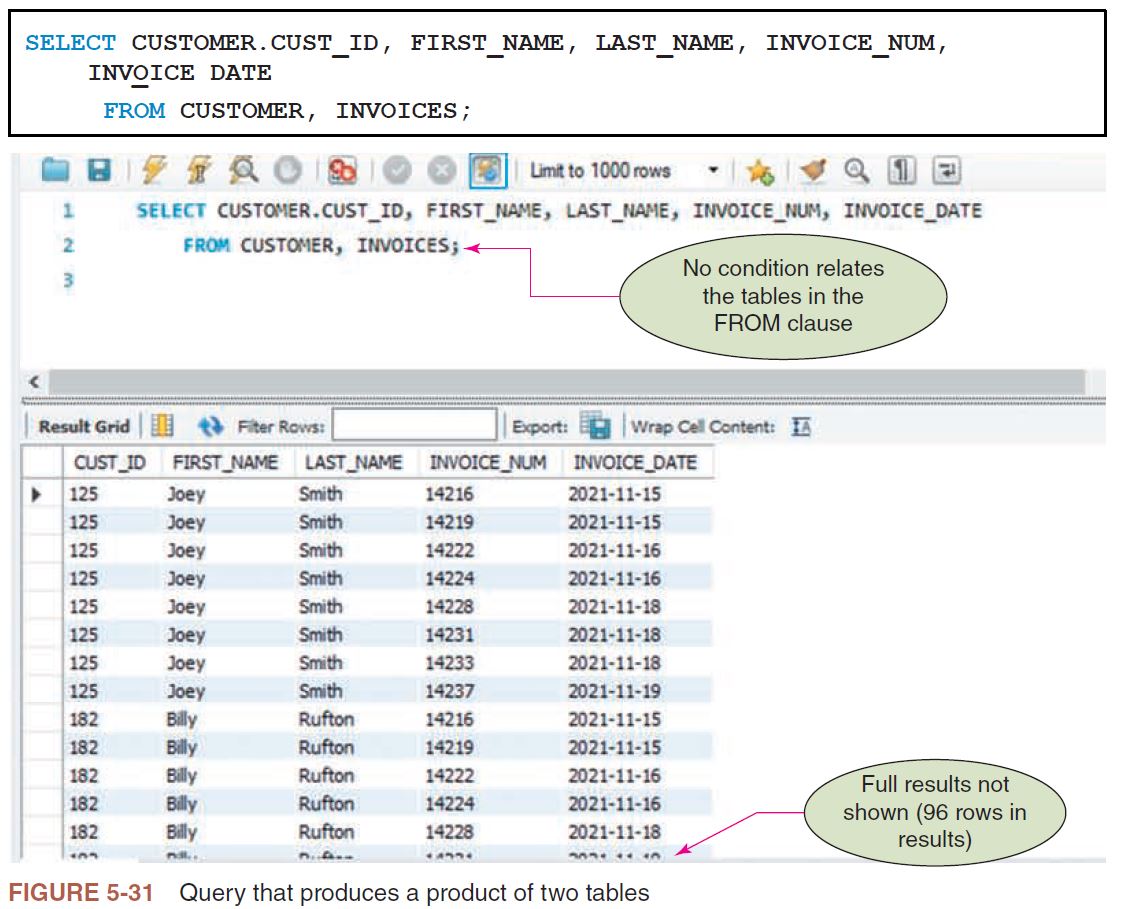 SELECT CUSTOMER.CUST_ID, FIRST_NAME, LAST_NAME, INVOICE_NUM,
INVOICE DATE
FROM CUSTOMER, INVOICES;
Limit to 1000 rows
1 SELECT CUSTOMER.CUST_ID, FIRST_NAME, LAST_NAME, INVOICE_NUM, INVOICE_DATE
2 FROM CUSTOMER, INVOICES;
3
No condition relates
the tables in the
FROM clause
Result Grid Filter Rows: Export: Wrap Cell Content:
CUST_ID FIRST_NAME LAST_NAME INVOICE_NUM INVOICE_DATE
125 Joey Smith 14216 2021-11-15
125 Joey Smith 14219 2021-11-15
125 Joey Smith 14222 2021-11-16
125 Joey Smith 14224 2021-11-16
125 Joey Smith 14228 2021-11-18
125 Joey Smith 14231 2021-11-18
125 Joey Smith 14233 2021-11-18
125 Joey Smith 14237 2021-11-19
182 Billy Rufton 14216 2021-11-15
182 Billy Rufton 14219 2021-11-15
182 Billy Rufton 14222 2021-11-16
182 Billy Rufton 14224 2021-11-16
182 Billy Rufton 14228 2021-11-18
Full results not
shown (96 rows in
results)
FIGURE 5-31 Query that produces a product of two tables